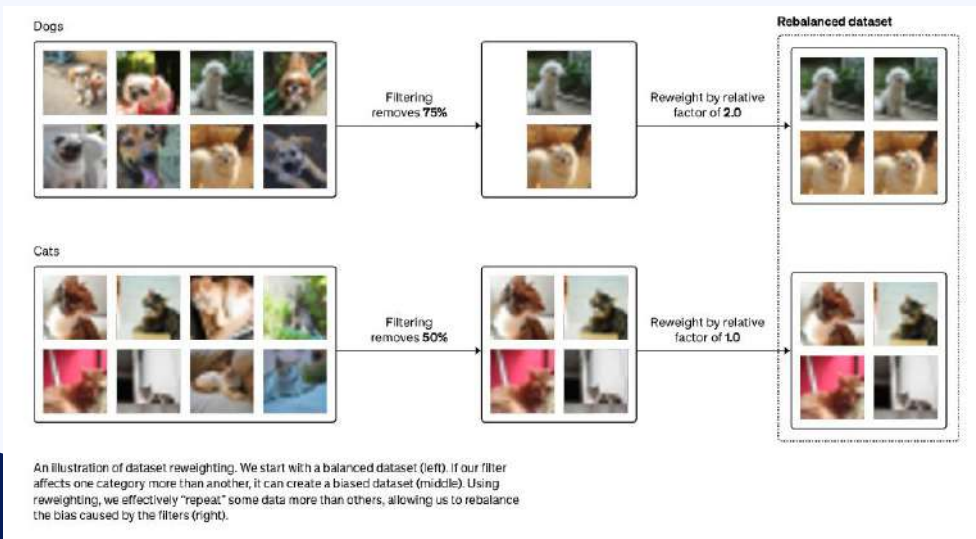 Dogs
Rebalanced dataset
Filtering
removes 75%
Reweight by relative
factor of 2.0
Cats
Filtering
removes 50%
Reweight by relative
factor of 1.0
An illustration of dataset reweighting. We start with a balanced dataset (left). If our filter
affects one category more than another, it can create a biased dataset (middle). Using
reweighting, we effectively "repeat" some data more than others, allowing us to rebalance
the bias caused by the filters (right).